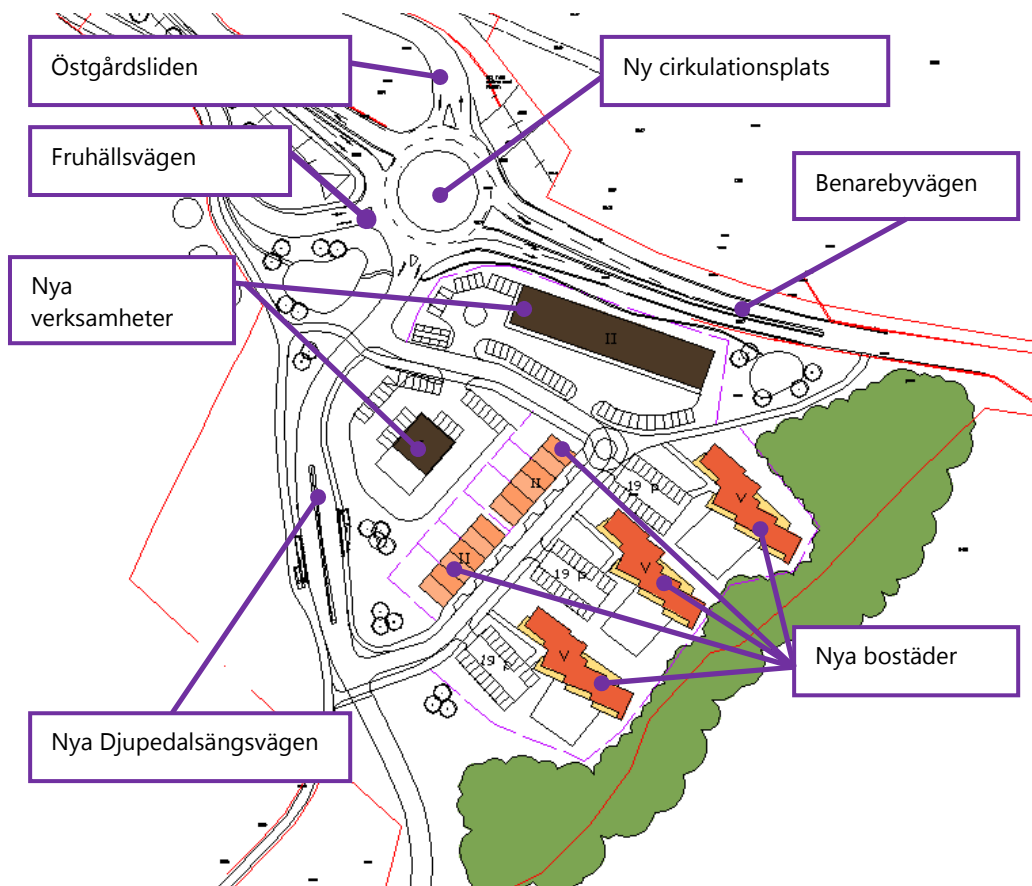 Östgårdsliden
Ny cirkulationsplats
Fruhällsvägen
Benarebyvägen
Nya
verksamheter
II
II
19 p
V
II
19 p
V
19 p
V
Nya bostäder
Nya Djupedalsängsvägen